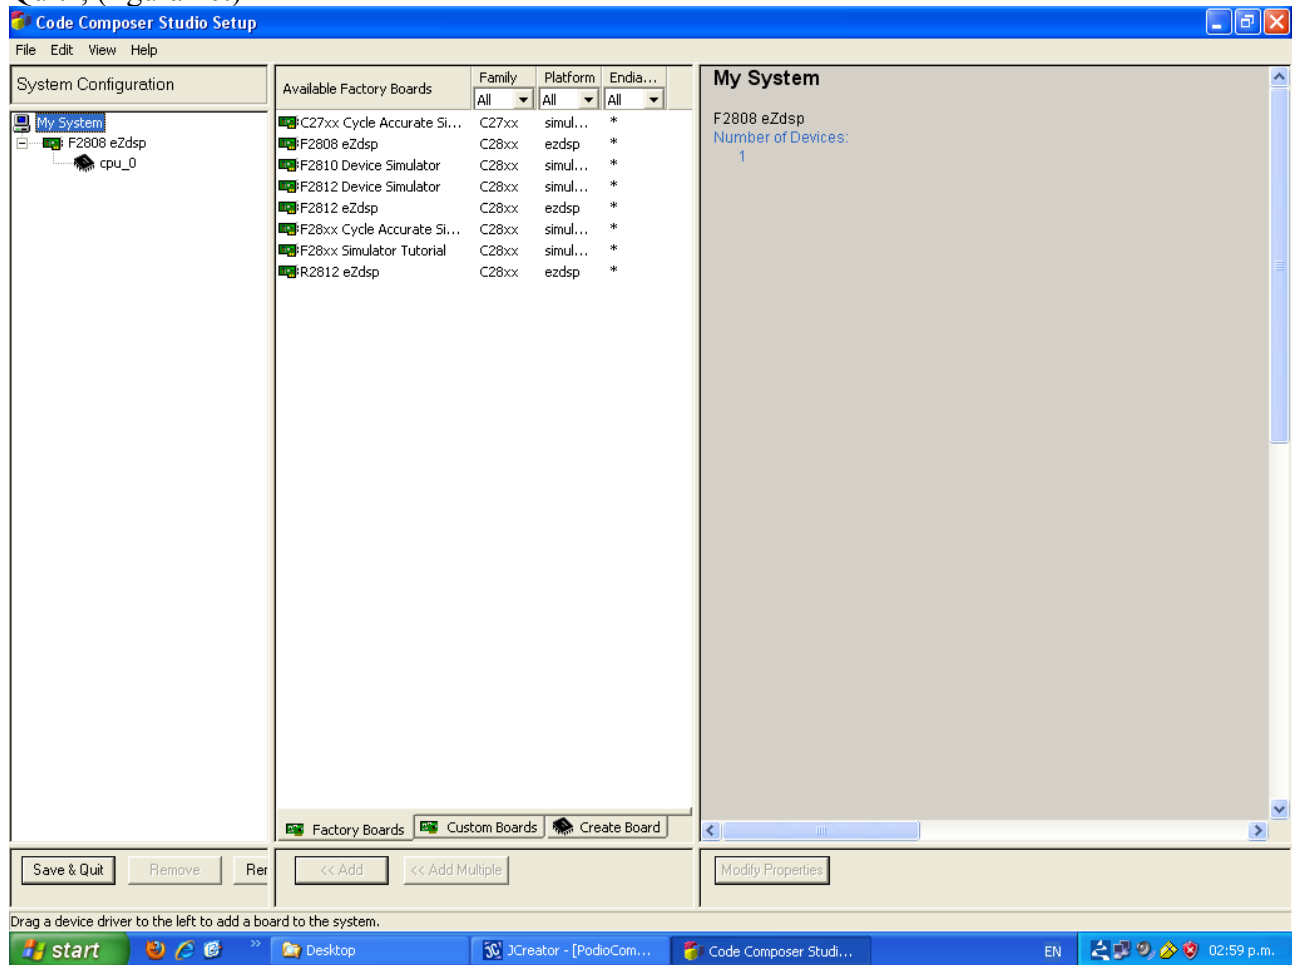 Code Composer Studio Setup
File Edit View Help
System Configuration
My System
F2808 eZdsp
cpu_0
Available Factory Boards Family Platform Endia...
All All All
C27xx Cycle Accurate Si... C27xx simul... *
F2808 eZdsp C28xx ezdsp *
F2810 Device Simulator C28xx simul... *
F2812 Device Simulator C28xx simul... *
F2812 eZdsp C28xx ezdsp *
F28xx Cycle Accurate Si... C28xx simul... *
F28xx Simulator Tutorial C28xx simul... *
R2812 eZdsp C28xx ezdsp *
Factory Boards Custom Boards Create Board
My System
F2808 eZdsp
Number of Devices:
1
Save & Quit Remove Rer << Add << Add Multiple Modify Properties
Drag a device driver to the left to add a board to the system.
start Desktop JCreator - [PodioCom... Code Composer Studi... EN 02:59 p.m.